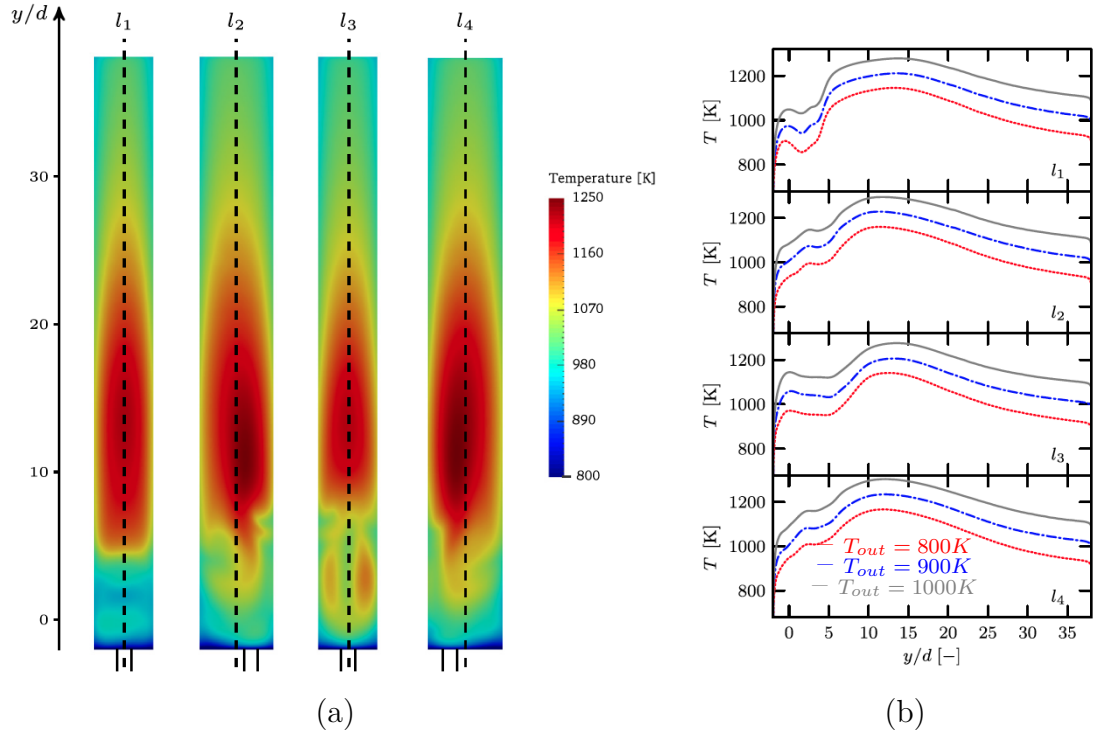 y/d
l1 l2 l3 l4
30
20
10
0
Temperature [K]
1250
1160
1070
980
890
800
(a)
T [K]
1200
1000
800
l1
T [K]
1200
1000
800
l2
T [K]
1200
1000
800
l3
T [K]
1200
1000
800
Tout = 800K
Tout = 900K
Tout = 1000K
l4
0 5 10 15 20 25 30 35
y/d [−]
(b)